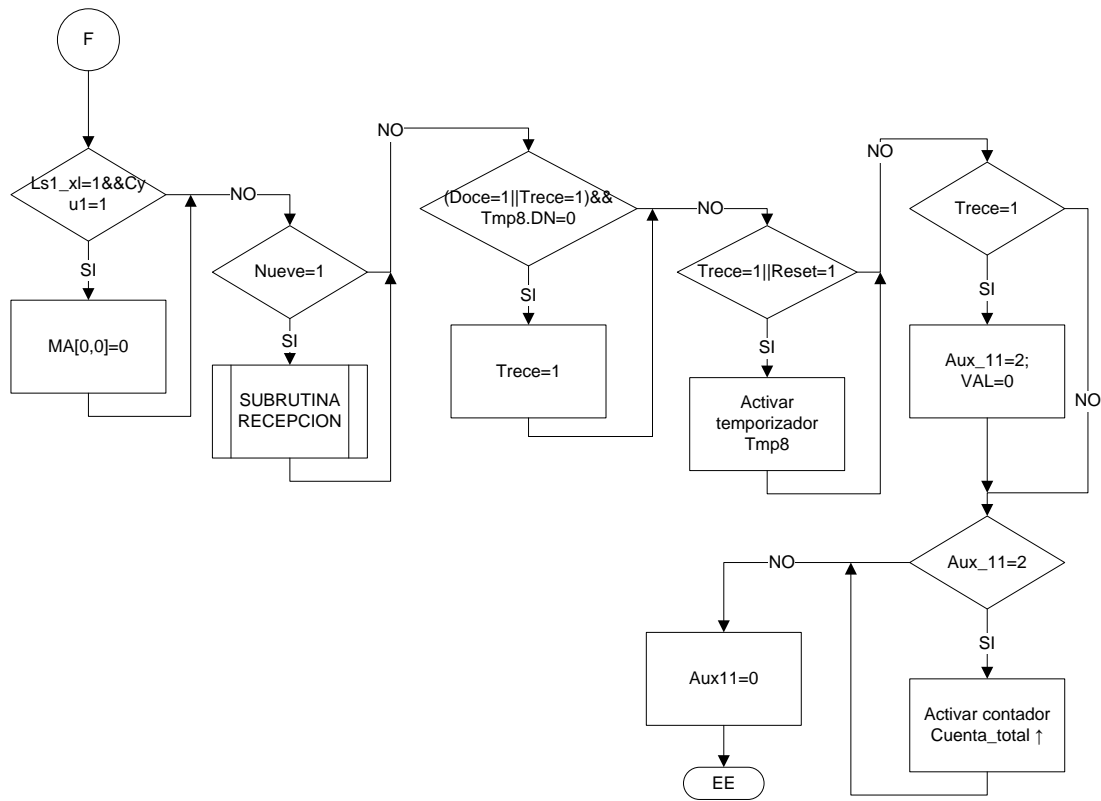 F
Ls1_xl=1&&Cy
u1=1
SI
NO
MA[0,0]=0
Nueve=1
SI
NO
SUBRUTINA
RECEPCION
(Doce=1||Trece=1)&&
Tmp8.DN=0
SI
NO
Trece=1
Trece=1||Reset=1
SI
NO
Activar
temporizador
Tmp8
Trece=1
SI
NO
Aux_11=2;
VAL=0
Aux_11=2
NO
SI
Aux11=0
Activar contador
Cuenta_total ↑
EE